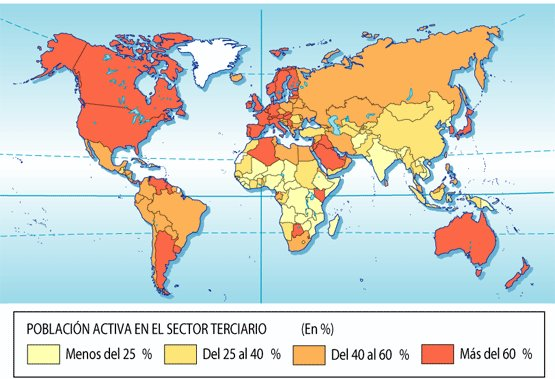 POBLACIÓN ACTIVA EN EL SECTOR TERCIARIO (En %)
Menos del 25 % Del 25 al 40 % Del 40 al 60 % Más del 60 %